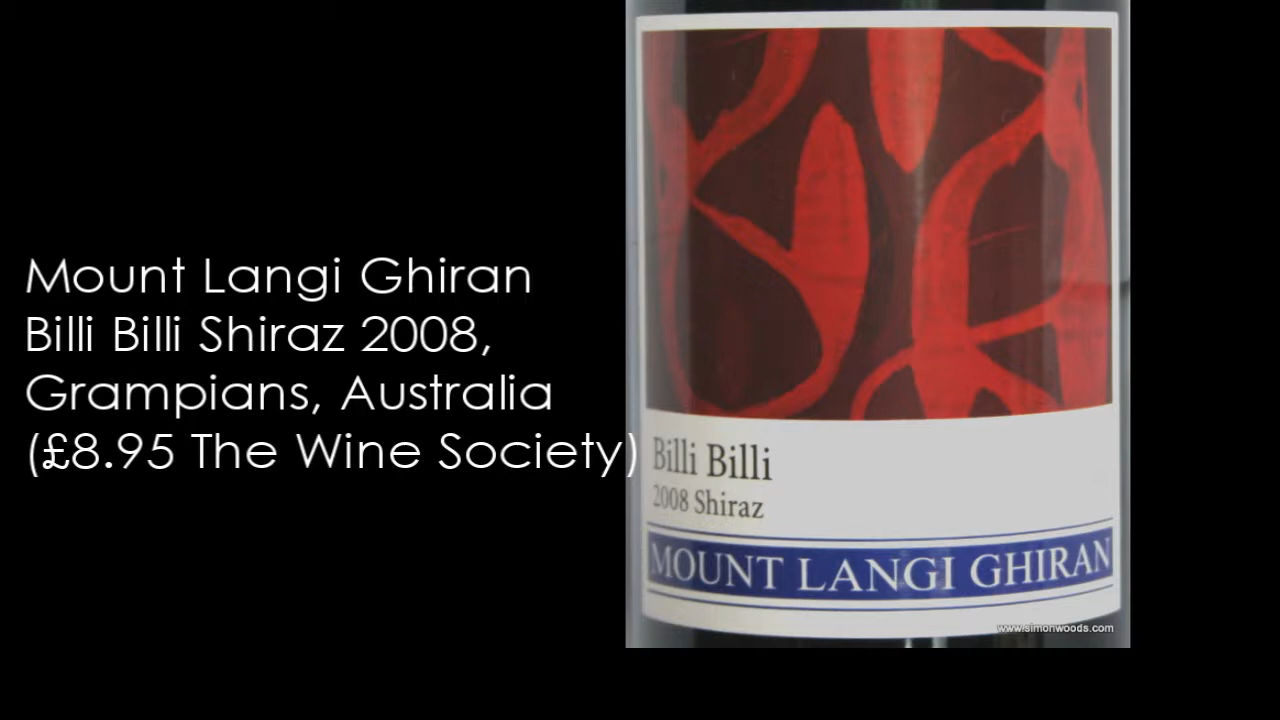 Mount Langi Ghiran
Billi Billi Shiraz 2008,
Grampians, Australia
(£8.95 The Wine Society)
Billi Billi
2008 Shiraz
MOUNT LANGI GHIRAN
www.simonwoods.com